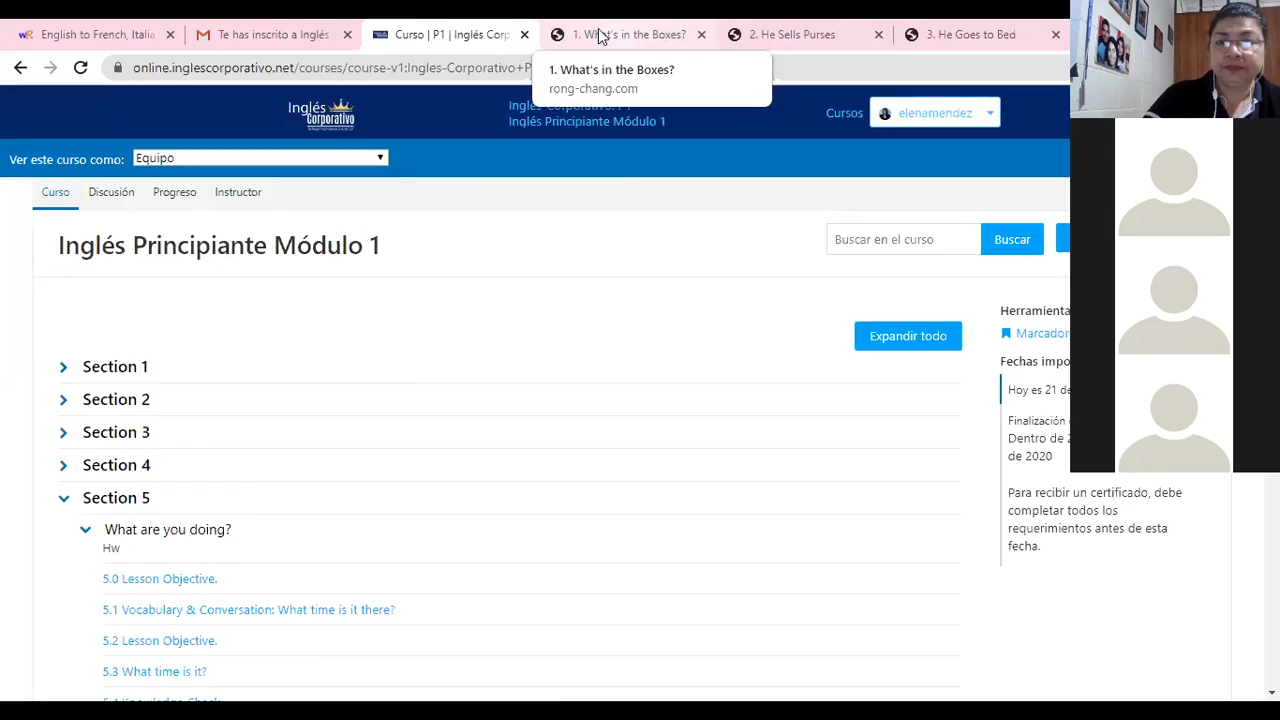 English to French, Italia
Te has inscrito a Inglés
Curso | P1 | Inglés Corp
1. What's in the Boxes?
2. He Sells Purses
3. He Goes to Bed
online.inglescorporativo.net/courses/course-v1:Ingles-Corporativo+P
1. What's in the Boxes?
rong-chang.com
Inglés
Corporativo
Inglés Principiante Módulo 1
Cursos
elenamendez
Ver este curso como:
Equipo
Curso
Discusión
Progreso
Instructor
Inglés Principiante Módulo 1
Buscar en el curso
Buscar
Expandir todo
Section 1
Section 2
Section 3
Section 4
Section 5
What are you doing?
Hw
5.0 Lesson Objective.
5.1 Vocabulary & Conversation: What time is it there?
5.2 Lesson Objective.
5.3 What time is it?
Herramienta
Marcador
Fechas impo
Hoy es 21 de
Finalización
Dentro de 2
de 2020
Para recibir un certificado, debe
completar todos los
requerimientos antes de esta
fecha.